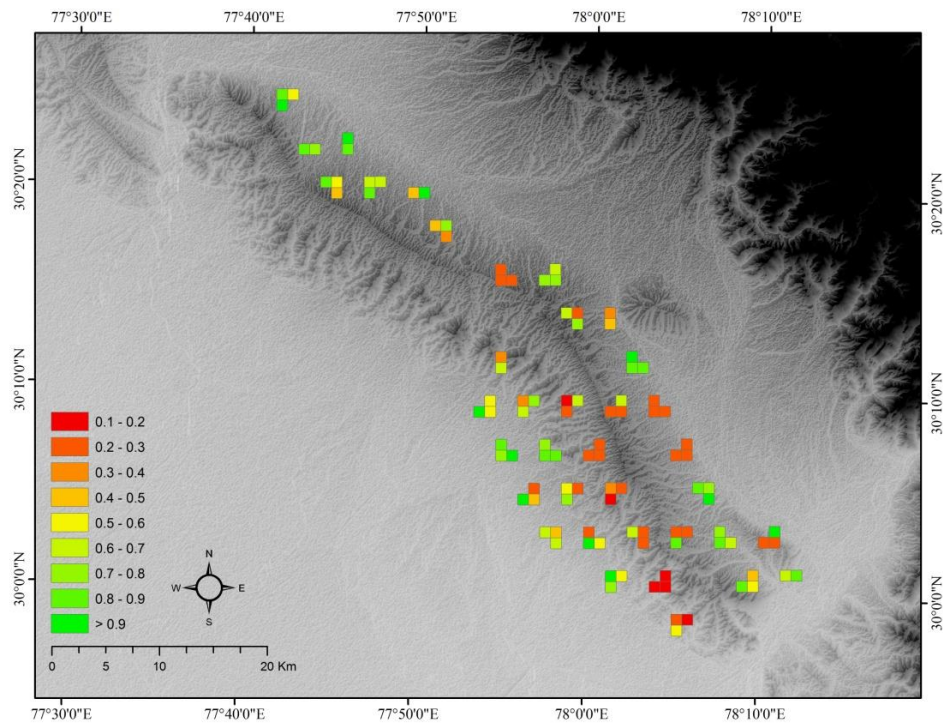 77°30'0"E 77°40'0"E 77°50'0"E 78°0'0"E 78°10'0"E
30°20'0"N
30°20'0"N
30°10'0"N
30°10'0"N
0.1 - 0.2
0.2 - 0.3
0.3 - 0.4
0.4 - 0.5
0.5 - 0.6
0.6 - 0.7
0.7 - 0.8
0.8 - 0.9
> 0.9
N
W E
S
30°0'0"N
30°0'0"N
0 5 10 20 Km
77°30'0"E 77°40'0"E 77°50'0"E 78°0'0"E 78°10'0"E